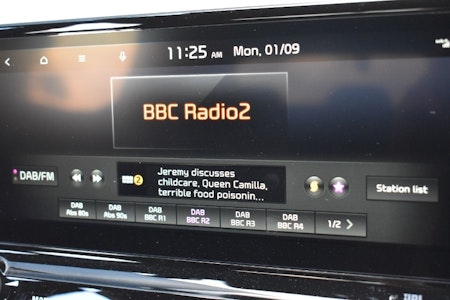 11:25 AM Mon, 01/09
BBC Radio2
DAB/FM
2
Jeremy discusses
childcare, Queen Camilla,
terrible food poisonin...
Station list
DAB
Abs 80s
DAB
Abs 90s
DAB
BBC R1
DAB
BBC R2
DAB
BBC R3
DAB
BBC R4
1/2